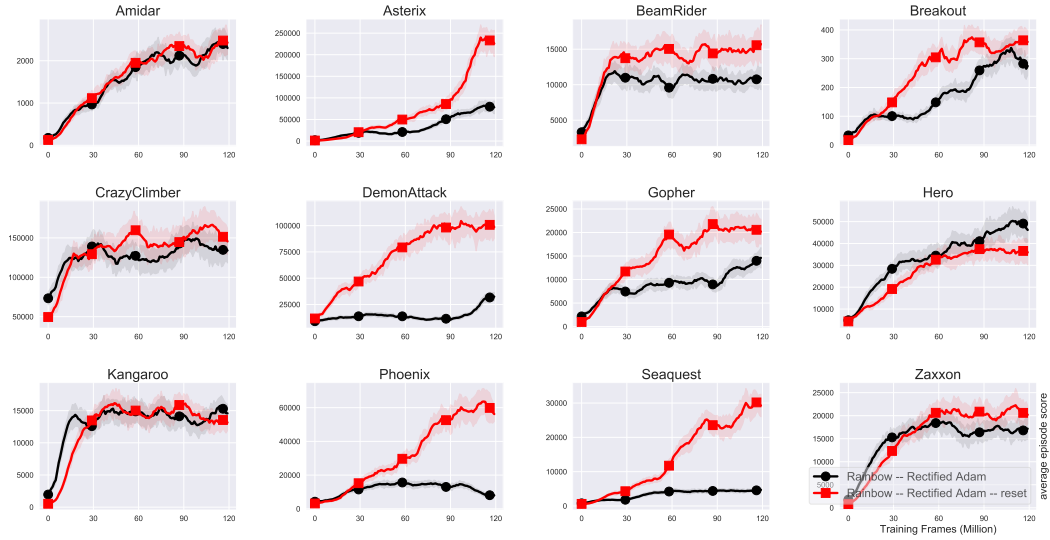 Amidar
Asterix
BeamRider
Breakout
2000
1000
0
0 30 60 90 120
250000
200000
150000
100000
50000
0
0 30 60 90 120
15000
10000
5000
0 30 60 90 120
400
300
200
100
0
0 30 60 90 120
CrazyClimber
DemonAttack
Gopher
Hero
150000
100000
50000
0 30 60 90 120
100000
75000
50000
25000
0 30 60 90 120
25000
20000
15000
10000
5000
0
0 30 60 90 120
50000
40000
30000
20000
10000
0 30 60 90 120
Kangaroo
Phoenix
Seaquest
Zaxxon
15000
10000
5000
0
0 30 60 90 120
60000
40000
20000
0
0 30 60 90 120
30000
20000
10000
0
0 30 60 90 120
25000
20000
15000
10000
5000
0
0 30 60 90 120
Rainbow -- Rectified Adam
Rainbow -- Rectified Adam -- reset
Training Frames (Million)
average episode score